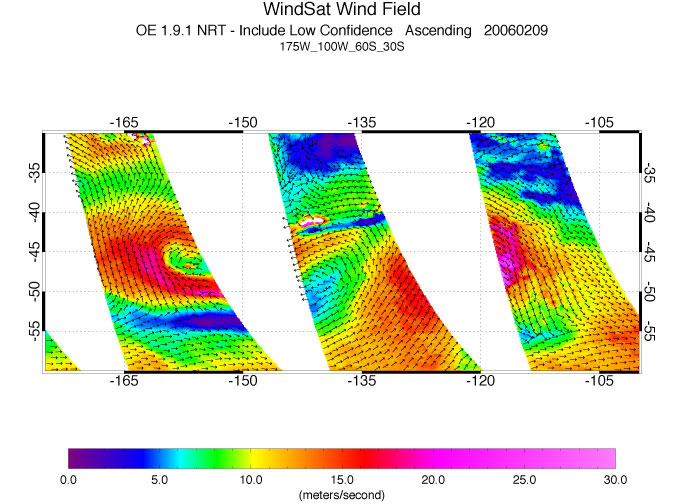 WindSat Wind Field
OE 1.9.1 NRT - Include Low Confidence Ascending 20060209
175W_100W_60S_30S
-165 -150 -135 -120 -105
-35 -35
-40 -40
-45 -45
-50 -50
-55 -55
-165 -150 -135 -120 -105
0.0 5.0 10.0 15.0 20.0 25.0 30.0
(meters/second)